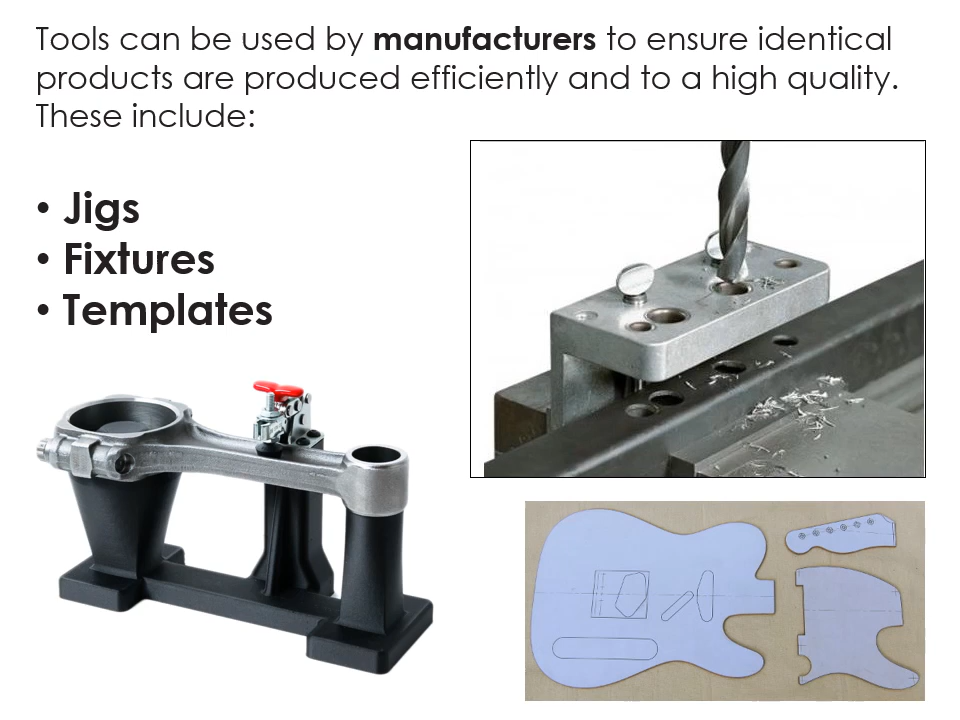 Tools can be used by manufacturers to ensure identical
products are produced efficiently and to a high quality.
These include:
• Jigs
• Fixtures
• Templates